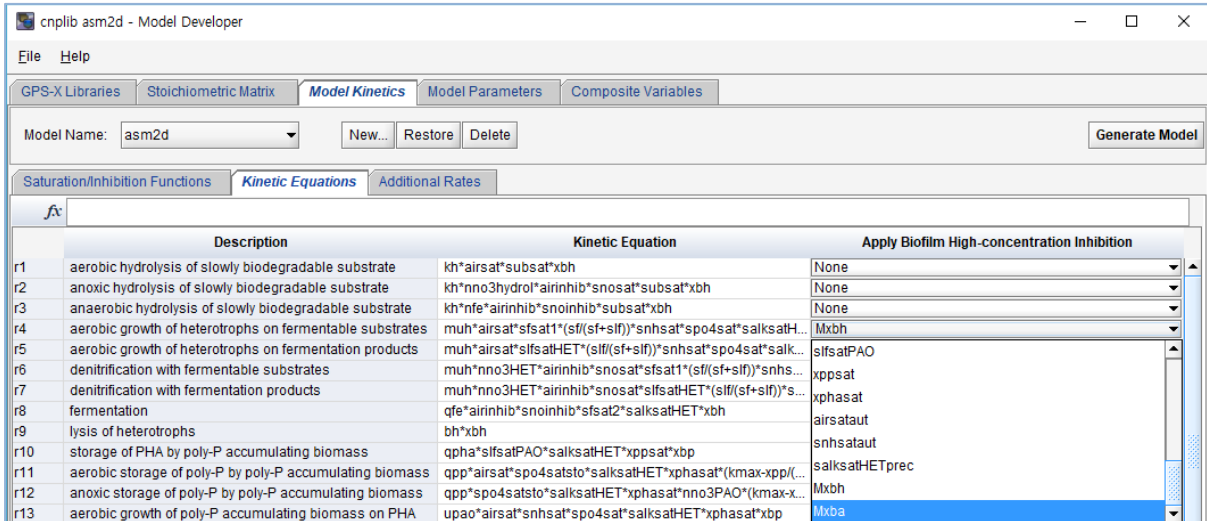 cnplib asm2d - Model Developer
File Help
GPS-X Libraries Stoichiometric Matrix Model Kinetics Model Parameters Composite Variables
Model Name: asm2d New... Restore Delete Generate Model
Saturation/Inhibition Functions Kinetic Equations Additional Rates
fx
Description Kinetic Equation Apply Biofilm High-concentration Inhibition
r1 aerobic hydrolysis of slowly biodegradable substrate kh*airsat*subsat*xbh None
r2 anoxic hydrolysis of slowly biodegradable substrate kh*nno3hydrol*airinhib*snosat*subsat*xbh None
r3 anaerobic hydrolysis of slowly biodegradable substrate kh*nfe*airinhib*snoinhib*subsat*xbh None
r4 aerobic growth of heterotrophs on fermentable substrates muh*airsat*sfsat1*(sf/(sf+slf))*snhsat*spo4sat*salksatH... Mxbh
r5 aerobic growth of heterotrophs on fermentation products muh*airsat*slfsatHET*(slf/(sf+slf))*snhsat*spo4sat*salk... slfsatPAO
r6 denitrification with fermentable substrates muh*nno3HET*airinhib*snosat*sfsat1*(sf/(sf+slf))*snhs... xppsat
r7 denitrification with fermentation products muh*nno3HET*airinhib*snosat*slfsatHET*(slf/(sf+slf))*s... xphasat
r8 fermentation qfe*airinhib*snoinhib*sfsat2*salksatHET*xbh airsataut
r9 lysis of heterotrophs bh*xbh snhsataut
r10 storage of PHA by poly-P accumulating biomass qpha*slfsatPAO*salksatHET*xppsat*xbp salksatHETprec
r11 aerobic storage of poly-P by poly-P accumulating biomass qpp*airsat*spo4satsto*salksatHET*xphasat*(kmax-xpp/(... Mxbh
r12 anoxic storage of poly-P by poly-P accumulating biomass qpp*spo4satsto*salksatHET*xphasat*nno3PAO*(kmax-x...
r13 aerobic growth of poly-P accumulating biomass on PHA upao*airsat*snhsat*spo4sat*salksatHET*xphasat*xbp Mxba